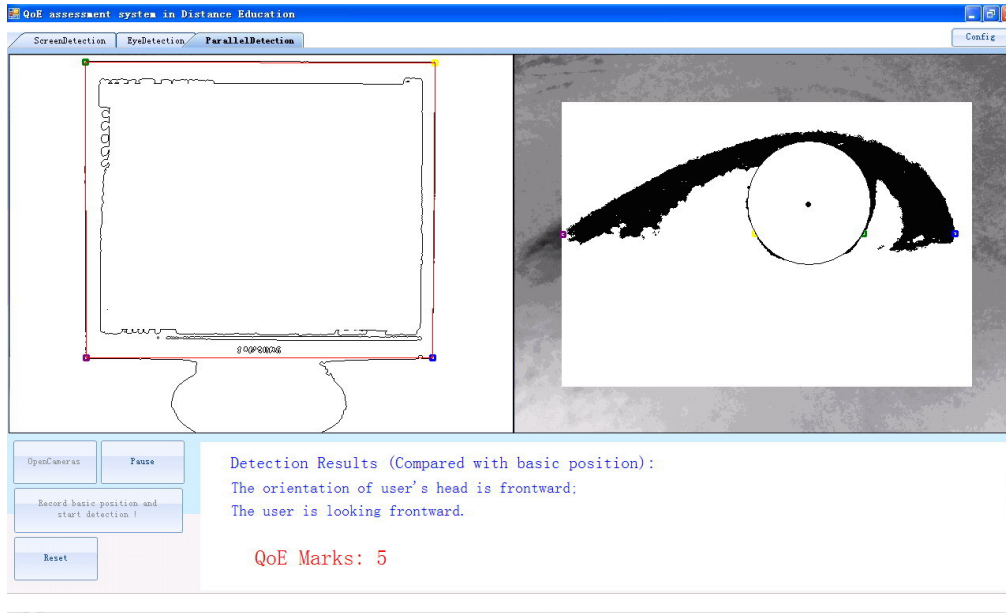 QoE assessment system in Distance Education
ScreenDetection EyeDetection ParallelDetection
Config
OpenCameras
Pause
Record basic position and
start detection !
Reset
Detection Results (Compared with basic position):
The orientation of user's head is frontward;
The user is looking frontward.
QoE Marks: 5